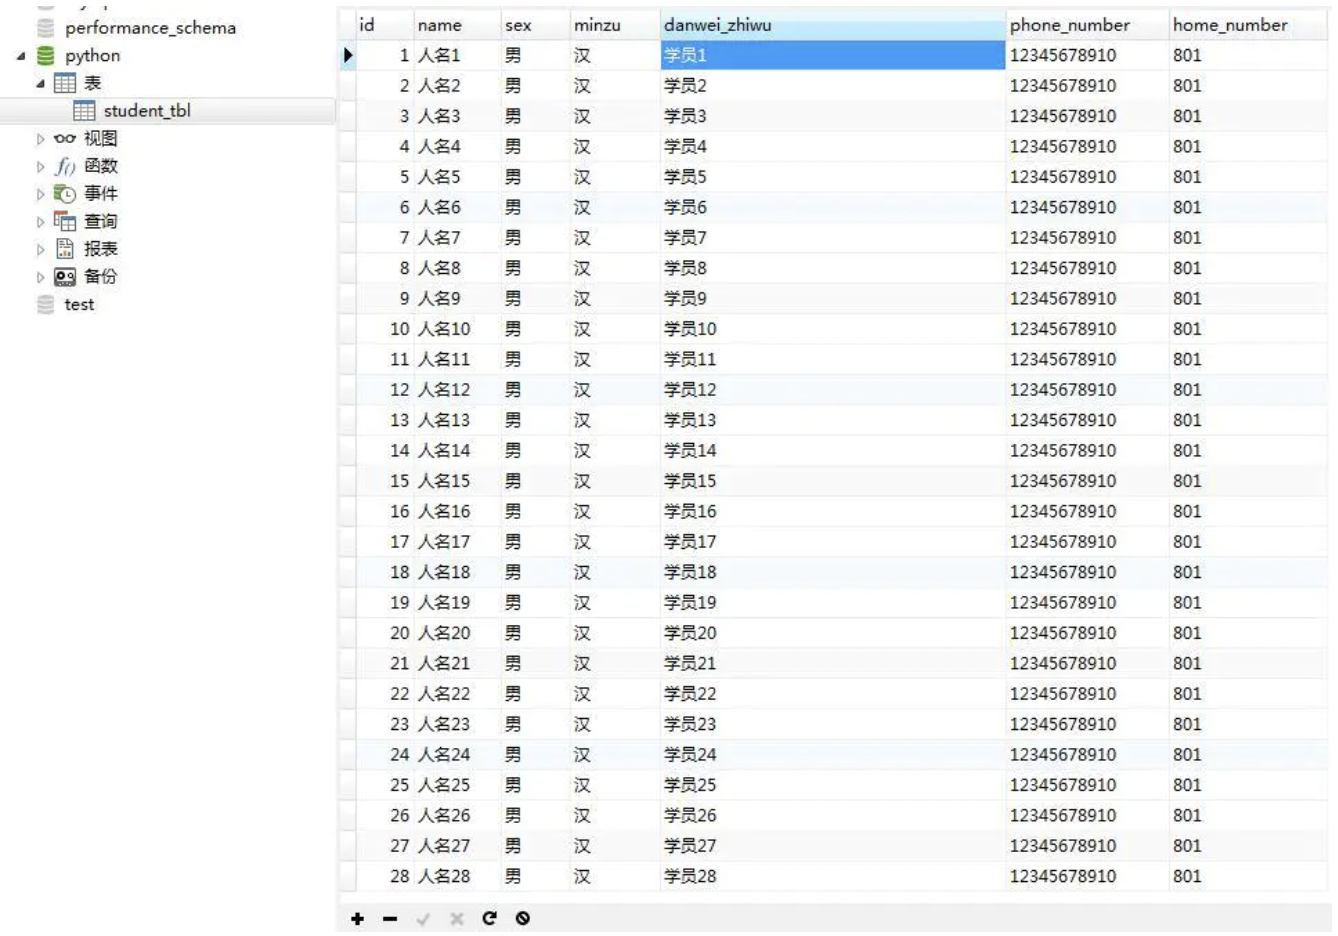 performance_schema
python
表
student_tbl
视图
函数
事件
查询
报表
备份
test
id name sex minzu danwei_zhiwu phone_number home_number
1 人名1 男 汉 学员1 12345678910 801
2 人名2 男 汉 学员2 12345678910 801
3 人名3 男 汉 学员3 12345678910 801
4 人名4 男 汉 学员4 12345678910 801
5 人名5 男 汉 学员5 12345678910 801
6 人名6 男 汉 学员6 12345678910 801
7 人名7 男 汉 学员7 12345678910 801
8 人名8 男 汉 学员8 12345678910 801
9 人名9 男 汉 学员9 12345678910 801
10 人名10 男 汉 学员10 12345678910 801
11 人名11 男 汉 学员11 12345678910 801
12 人名12 男 汉 学员12 12345678910 801
13 人名13 男 汉 学员13 12345678910 801
14 人名14 男 汉 学员14 12345678910 801
15 人名15 男 汉 学员15 12345678910 801
16 人名16 男 汉 学员16 12345678910 801
17 人名17 男 汉 学员17 12345678910 801
18 人名18 男 汉 学员18 12345678910 801
19 人名19 男 汉 学员19 12345678910 801
20 人名20 男 汉 学员20 12345678910 801
21 人名21 男 汉 学员21 12345678910 801
22 人名22 男 汉 学员22 12345678910 801
23 人名23 男 汉 学员23 12345678910 801
24 人名24 男 汉 学员24 12345678910 801
25 人名25 男 汉 学员25 12345678910 801
26 人名26 男 汉 学员26 12345678910 801
27 人名27 男 汉 学员27 12345678910 801
28 人名28 男 汉 学员28 12345678910 801